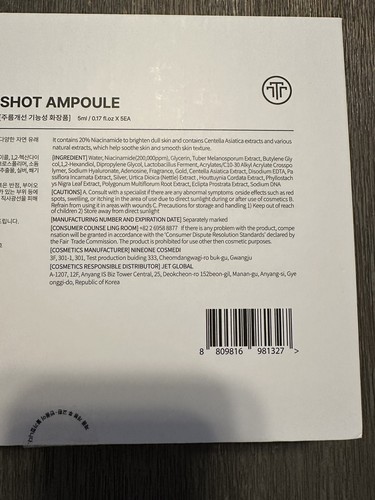 SHOT AMPOULE
[주름개선 기능성 화장품] 5ml / 0.17 fl.oz X 5EA
It contains 20% Niacinamide to brighten dull skin and contains Centella Asiatica extracts and various
natural extracts, which help soothe skin and smooth skin texture.
[INGREDIENT] Water, Niacinamide(200,000ppm), Glycerin, Tuber Melanosporum Extract, Butylene Gly
col,1,2-Hexandiol, Dipropylene Glycol, Lactobacillus Ferment, Acrylates/C10-30 Alkyl Acrylate Crosspo
lymer, Sodium Hyaluronate, Adenosine, Fragrance, Gold, Centella Asiatica, Disodium EDTA, Pa
ssiflora Incarnata Extract, Silver, Urtica Dioica (Nettle) Extract, Houttuynia Cordata Extract, Phyllostach
ys Nigra Leaf Extract, Polygonum Multiflorum Root Extract, Eclipta Prostrata Extract, Sodium DNA
[CAUTIONS] A. Consult with a specialist if there are any abnormal symptoms onside effects such as red
spots, swelling, or itching in the area of use due to direct sunlight during or after use of cosmetics B.
Refrain from using it in areas with wounds C. Precautions for storage and handling 1) Keep out of reach
of children 2) Store away from direct sunlight
[MANUFACTURING NUMBER AND EXPIRATION DATE] Separately marked
[CONSUMER COUNSE LING ROOM] +82 2 6958 8877 If there is any problem with the product, compe
nsation will be granted in accordance with the 'Consumer Dispute Resolution Standards' declared by
the Fair Trade Commission. The product is prohibited for use other then cosmetic purposes.
[COSMETICS MANUFACTURER] NINEONE COSMEDI
3F, 301-1, 301, Test production buiding 333, Cheomdangwagi-ro buk-gu, Gwangju
[COSMETICS RESPONSIBLE DISTRIBUTOR] JET GLOBAL
A-1207, 12F, Anyang IS Biz Tower Central, 25, Deokcheon-ro 152beon-gil, Manan-gu, Anyang-si, Gye
onggi-do, Republic of Korea
8 809816 981327 >